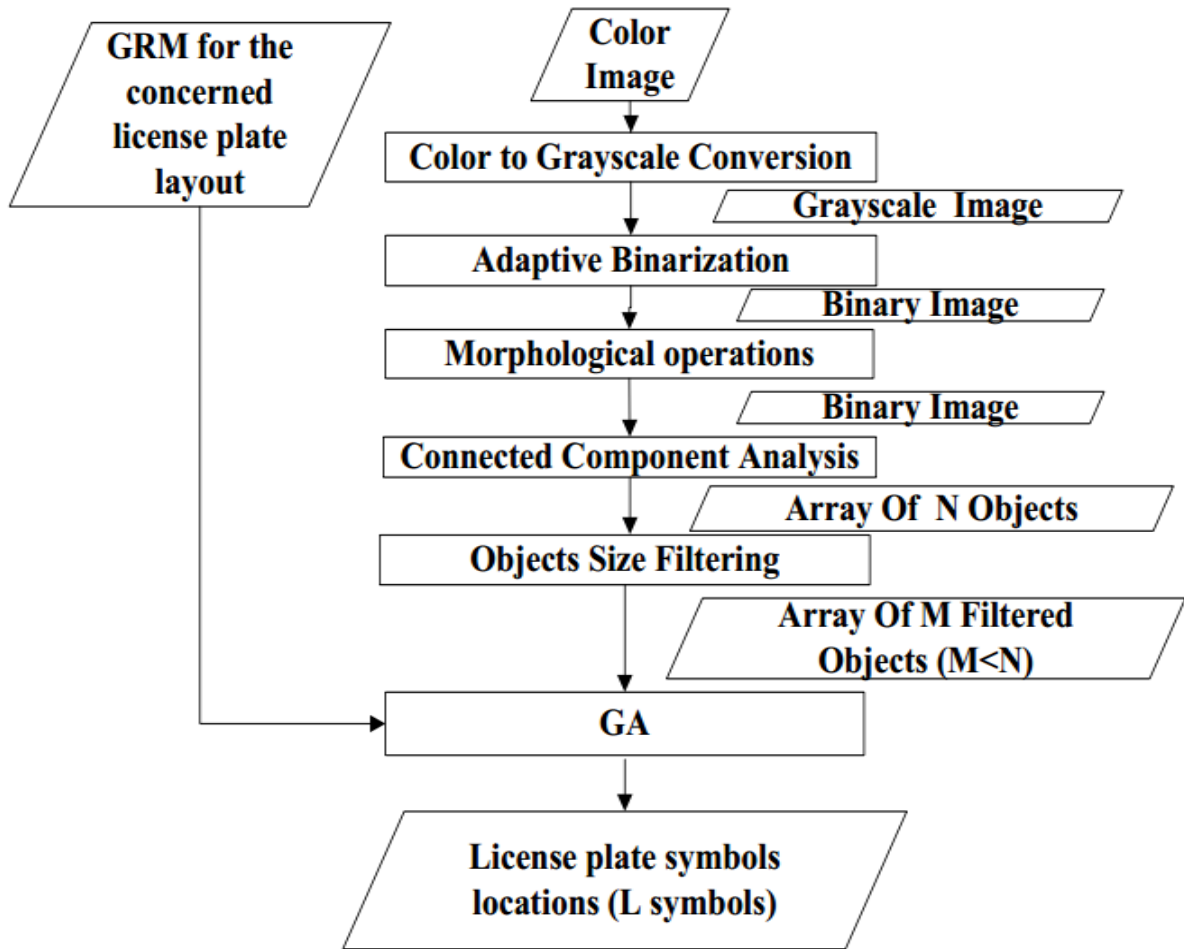 GRM for the
concerned
license plate
layout
Color
Image
Color to Grayscale Conversion
Grayscale Image
Adaptive Binarization
Binary Image
Morphological operations
Binary Image
Connected Component Analysis
Array Of N Objects
Objects Size Filtering
Array Of M Filtered
Objects (M<N)
GA
License plate symbols
locations (L symbols)